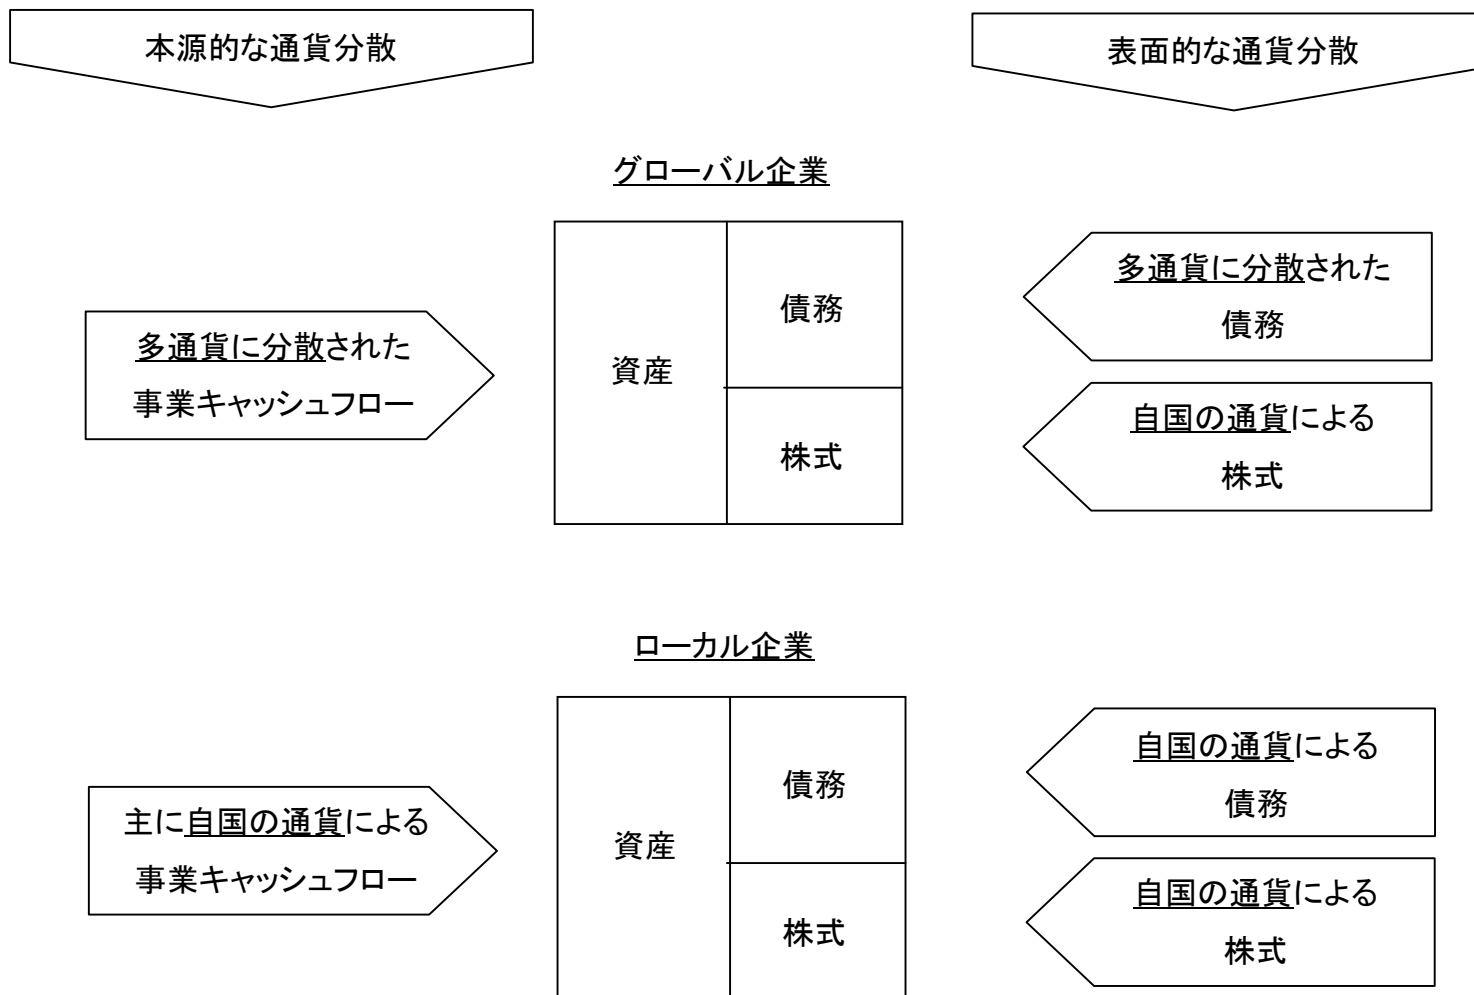 本源的な通貨分散
表面的な通貨分散
グローバル企業
多通貨に分散された
事業キャッシュフロー
資産
債務
株式
多通貨に分散された
債務
自国の通貨による
株式
ローカル企業
主に自国の通貨による
事業キャッシュフロー
資産
債務
株式
自国の通貨による
債務
自国の通貨による
株式